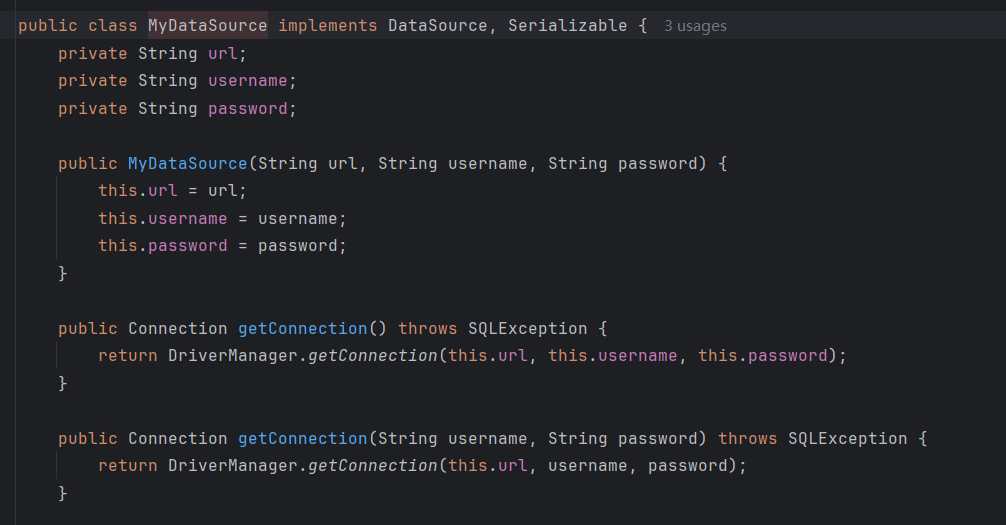 public class MyDataSource implements DataSource, Serializable { 3 usages
    private String url;
    private String username;
    private String password;

    public MyDataSource(String url, String username, String password) {
        this.url = url;
        this.username = username;
        this.password = password;
    }

    public Connection getConnection() throws SQLException {
        return DriverManager.getConnection(this.url, this.username, this.password);
    }

    public Connection getConnection(String username, String password) throws SQLException {
        return DriverManager.getConnection(this.url, username, password);
    }